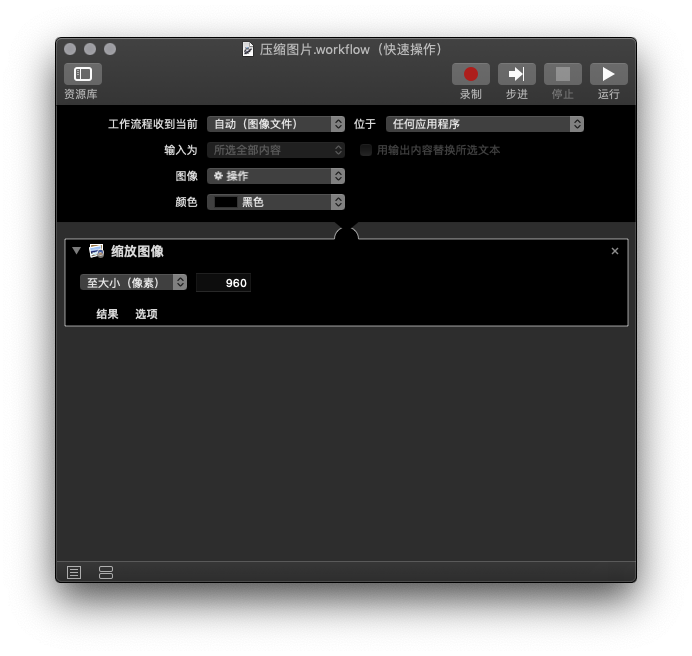 压缩图片.workflow（快速操作）
资源库 录制 步进 停止 运行
工作流程收到当前 自动（图像文件） 位于 任何应用程序
输入为 所选全部内容 用输出内容替换所选文本
图像 操作
颜色 黑色
缩放图像
至大小（像素） 960
结果 选项